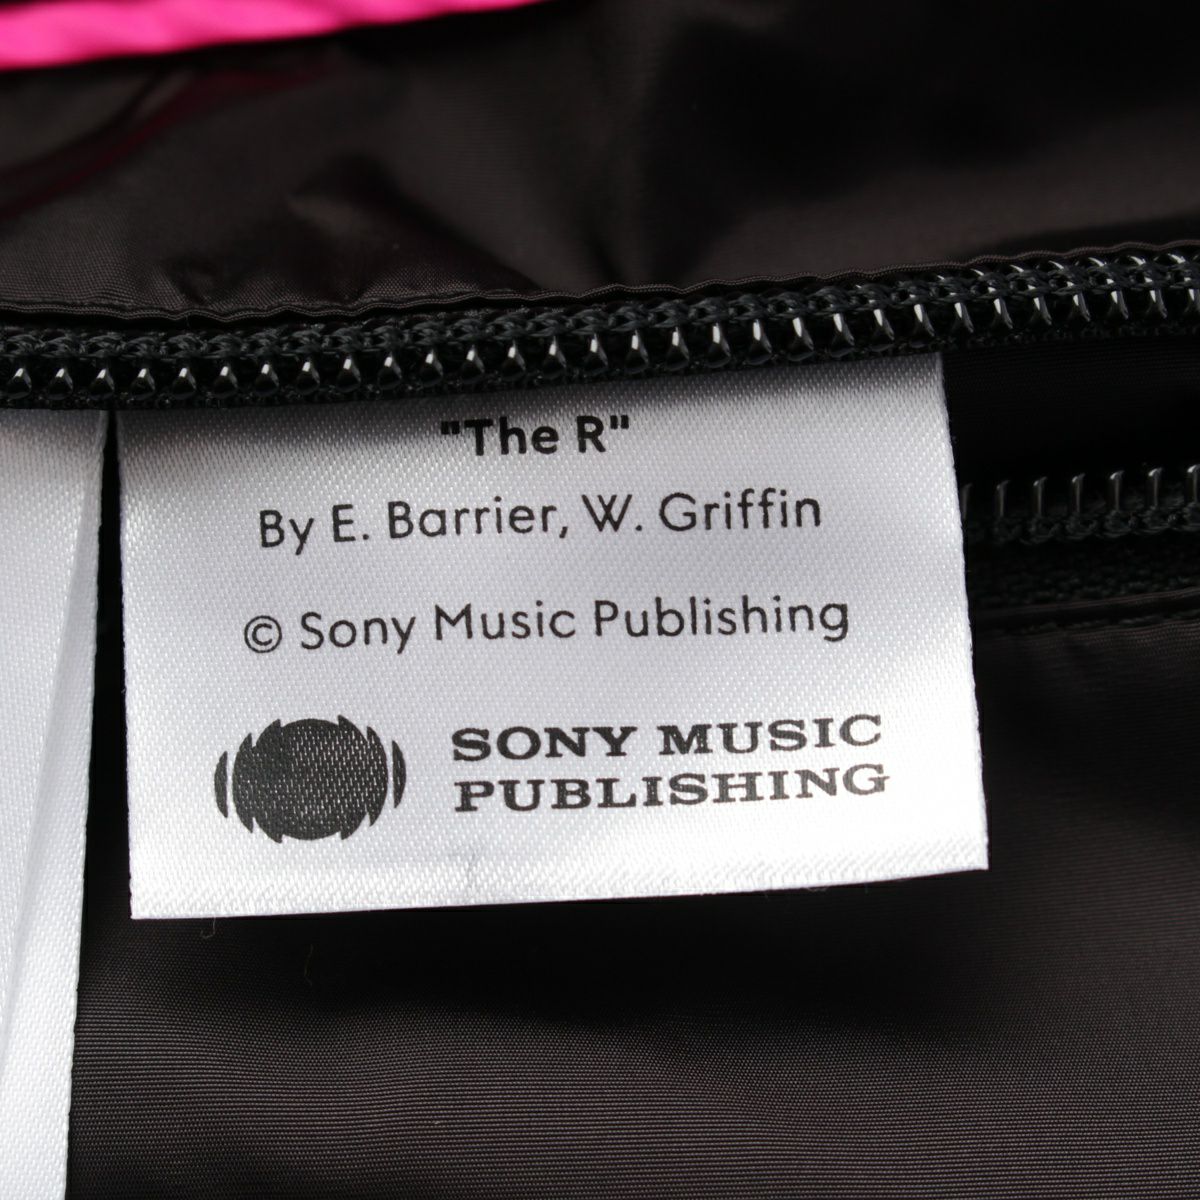 "The R"
By E. Barrier, W. Griffin
© Sony Music Publishing
SONY MUSIC
PUBLISHING